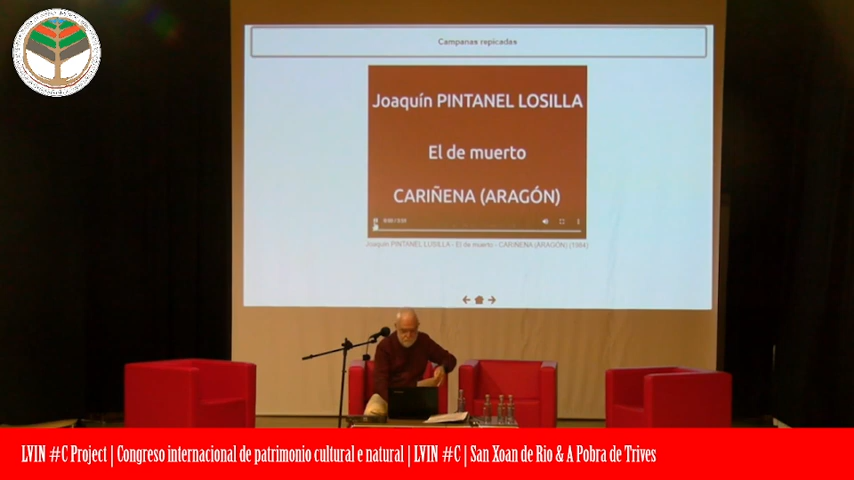 Campanas repicadas
Joaquín PINTANEL LOSILLA
El de muerto
CARIÑENA (ARAGÓN)
Joaquín PINTANEL LOSILLA - El de muerto - CARIÑENA (ARAGÓN) (1984)
LVIN #C Project | Congreso internacional de patrimonio cultural e natural | LVIN #C | San Xoan de Rio & A Pobra de Trives